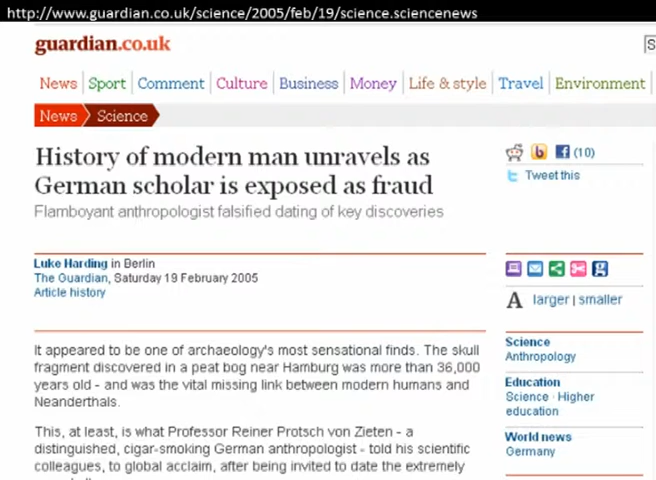 http://www.guardian.co.uk/science/2005/feb/19/science.sciencenews
guardian.co.uk
News Sport Comment Culture Business Money Life & style Travel Environment
News Science
History of modern man unravels as
German scholar is exposed as fraud
Flamboyant anthropologist falsified dating of key discoveries
(10)
Tweet this
Luke Harding in Berlin
The Guardian, Saturday 19 February 2005
Article history
A larger | smaller
It appeared to be one of archaeology's most sensational finds. The skull
fragment discovered in a peat bog near Hamburg was more than 36,000
years old - and was the vital missing link between modern humans and
Neanderthals.
This, at least, is what Professor Reiner Protsch von Zieten - a
distinguished, cigar-smoking German anthropologist - told his scientific
colleagues, to global acclaim, after being invited to date the extremely
Science
Anthropology
Education
Science · Higher
education
World news
Germany